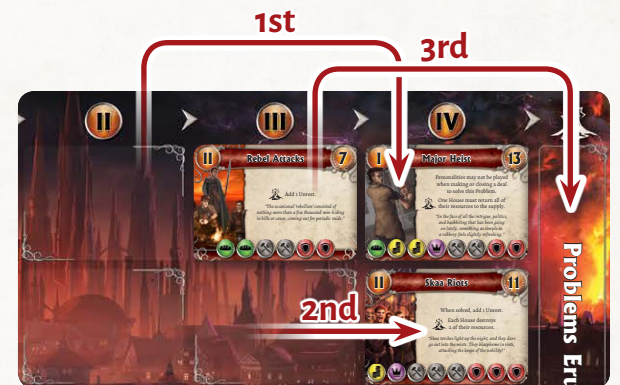 1st
3rd
II
III
IV
II
Rebel Attacks
7
Add 1 Unrest.
"The occasional 'rebellion' consisted of
nothing more than a few thousand men hiding
in hills or caves, coming out for periodic raids."
I
Major Heist
13
Personalities may not be played
when making or closing a deal
to solve this Problem.
One House must return all of
their resources to the supply.
"In the face of all the intrigue, politics,
and backbiting that has been going
on lately, something as simple as
a robbery feels slightly refreshing."
Problems Er
2nd
II
Skaa Riots
11
When solved, add 1 Unrest.
Each House destroys
2 of their resources.
"Skaa torches light up the night, and they dare
go out into the mists. They blaspheme in riots,
attacking the keeps of the nobility!"